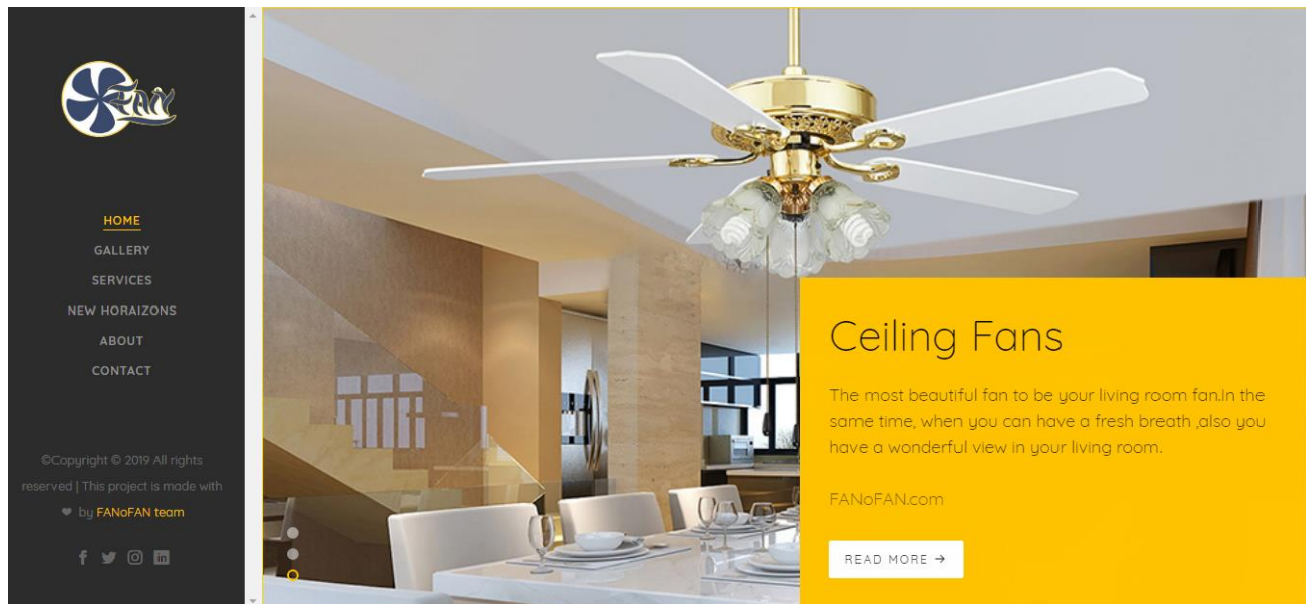 FAN
HOME
GALLERY
SERVICES
NEW HORAIZONS
ABOUT
CONTACT
©Copyright © 2019 All rights
reserved | This project is made with
❤ by FANoFAN team
Ceiling Fans
The most beautiful fan to be your living room fan.In the
same time, when you can have a fresh breath ,also you
have a wonderful view in your living room.
FANoFAN.com
READ MORE →